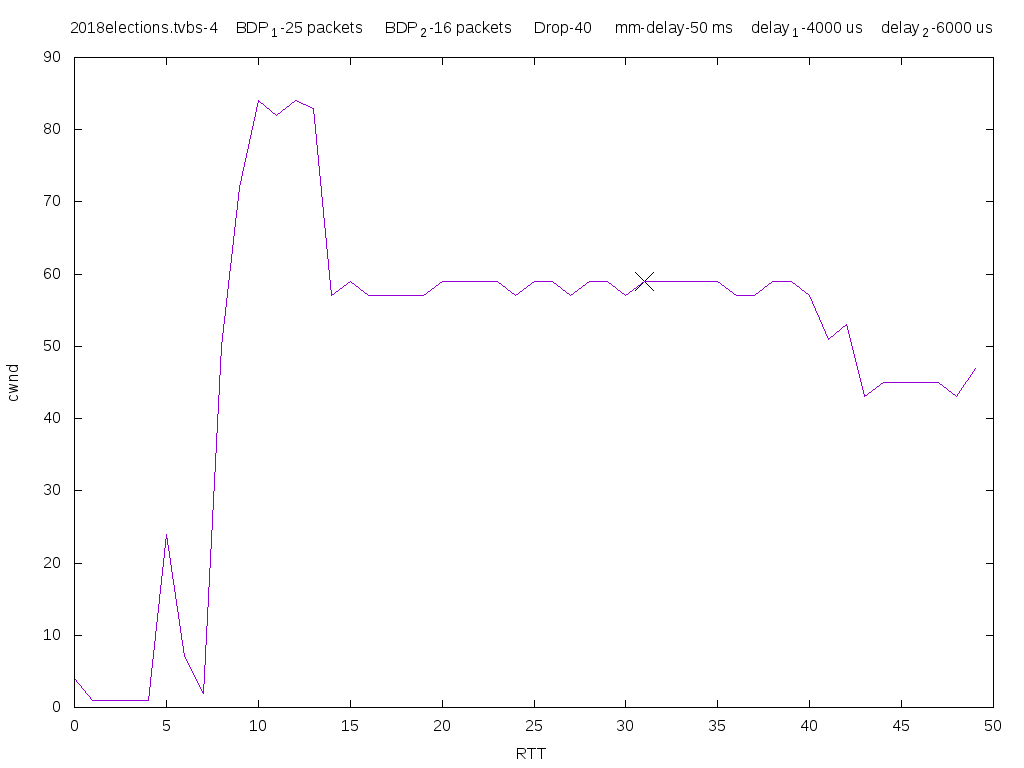 2018elections.tvbs-4 BDP1-25 packets BDP2-16 packets Drop-40 mm-delay-50 ms delay1-4000 us delay2-6000 us
90
80
70
60
50
40
30
20
10
0
cwnd
0 5 10 15 20 25 30 35 40 45 50
RTT